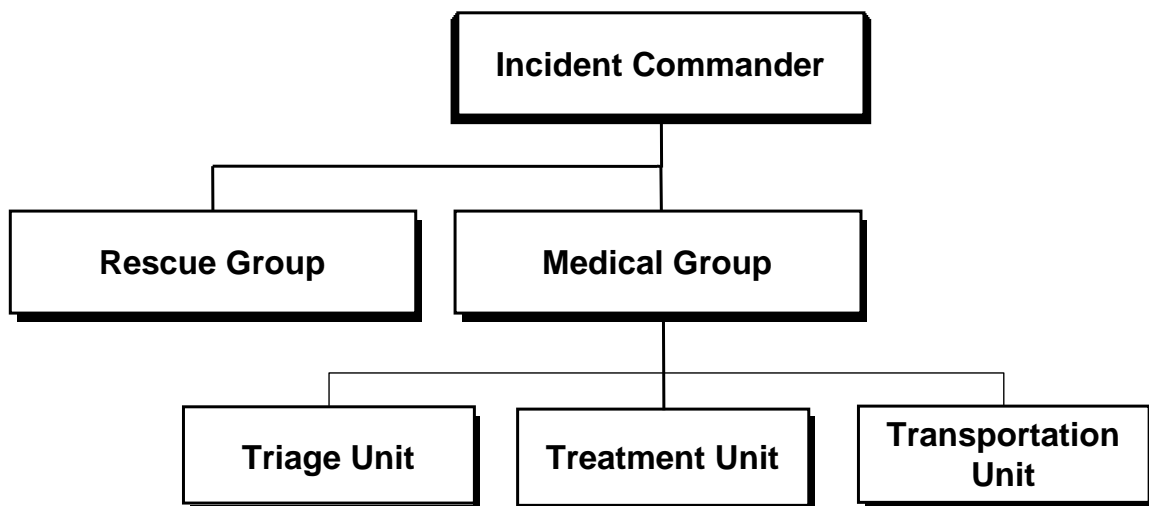 Incident Commander
Rescue Group
Medical Group
Triage Unit
Treatment Unit
Transportation
Unit